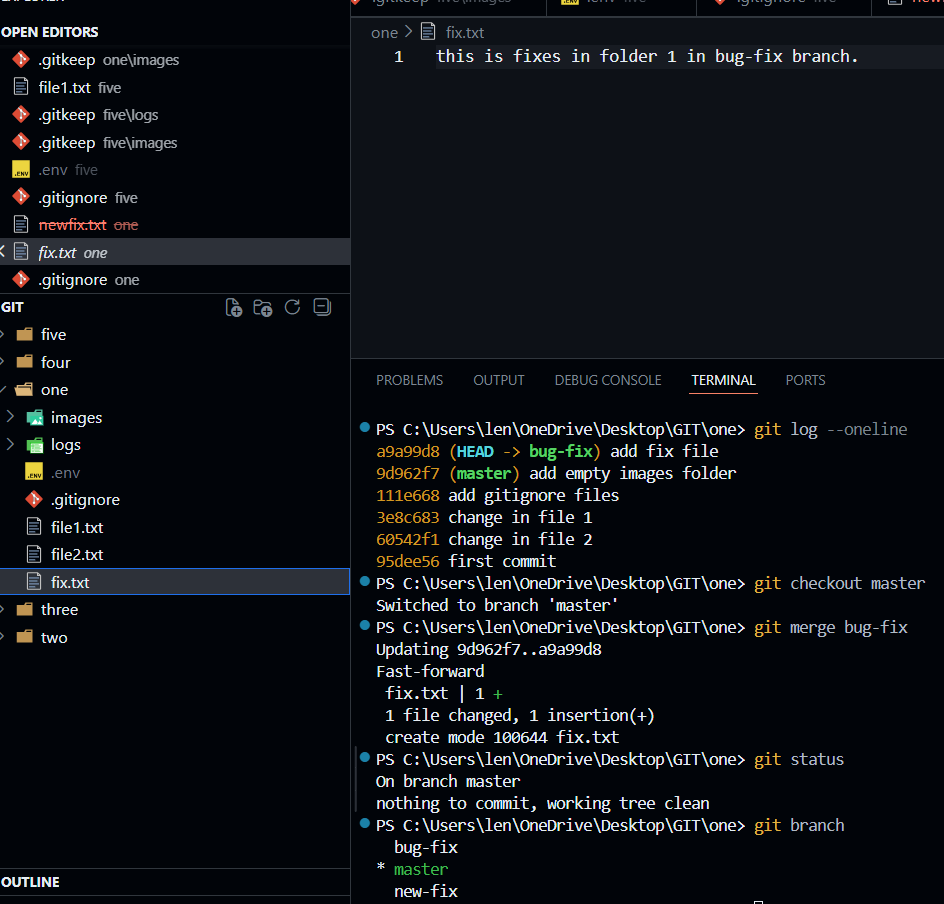 OPEN EDITORS
.gitkeep one\images
file1.txt five
.gitkeep five\logs
.gitkeep five\images
.env five
.gitignore five
newfix.txt one
fix.txt one
.gitignore one
GIT
five
four
one
images
logs
.env
.gitignore
file1.txt
file2.txt
fix.txt
three
two
OUTLINE
one > fix.txt
1 this is fixes in folder 1 in bug-fix branch.
PROBLEMS OUTPUT DEBUG CONSOLE TERMINAL PORTS
PS C:\Users\len\OneDrive\Desktop\GIT\one> git log --oneline
a9a99d8 (HEAD -> bug-fix) add fix file
9d962f7 (master) add empty images folder
111e668 add gitignore files
3e8c683 change in file 1
60542f1 change in file 2
95dee56 first commit
PS C:\Users\len\OneDrive\Desktop\GIT\one> git checkout master
Switched to branch 'master'
PS C:\Users\len\OneDrive\Desktop\GIT\one> git merge bug-fix
Updating 9d962f7..a9a99d8
Fast-forward
 fix.txt | 1 +
 1 file changed, 1 insertion(+)
 create mode 100644 fix.txt
PS C:\Users\len\OneDrive\Desktop\GIT\one> git status
On branch master
nothing to commit, working tree clean
PS C:\Users\len\OneDrive\Desktop\GIT\one> git branch
  bug-fix
* master
  new-fix